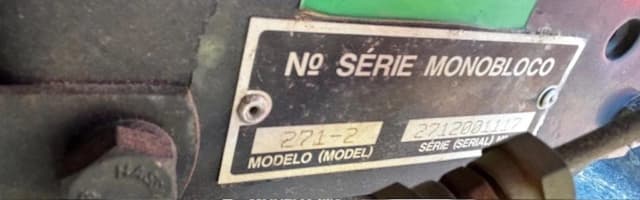 Nº SÉRIE MONOBLOCO
271-2 2712001117
MODELO (MODEL) SÉRIE (SERIAL)